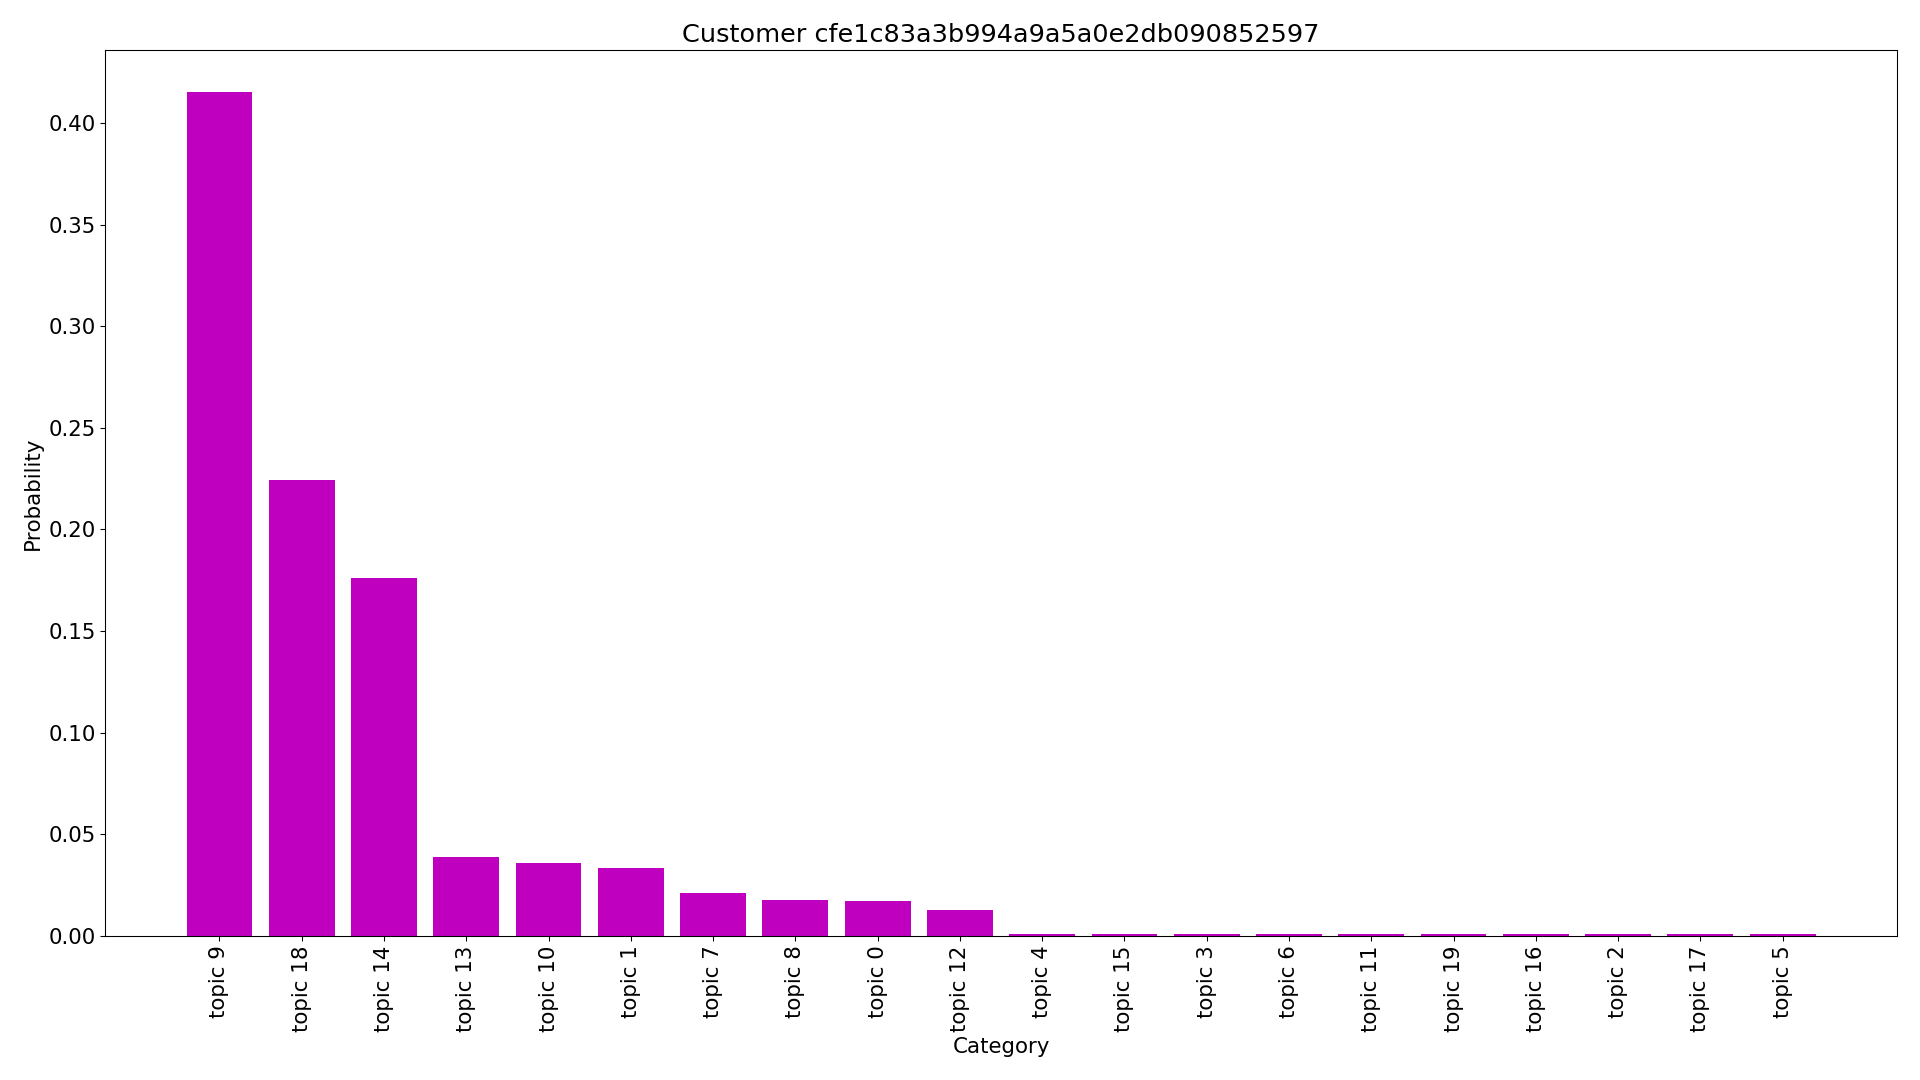 Customer cfe1c83a3b994a9a5a0e2db090852597
Probability
0.40
0.35
0.30
0.25
0.20
0.15
0.10
0.05
0.00
topic 9
topic 18
topic 14
topic 13
topic 10
topic 1
topic 7
topic 8
topic 0
topic 12
topic 4
topic 15
topic 3
topic 6
topic 11
topic 19
topic 16
topic 2
topic 17
topic 5
Category